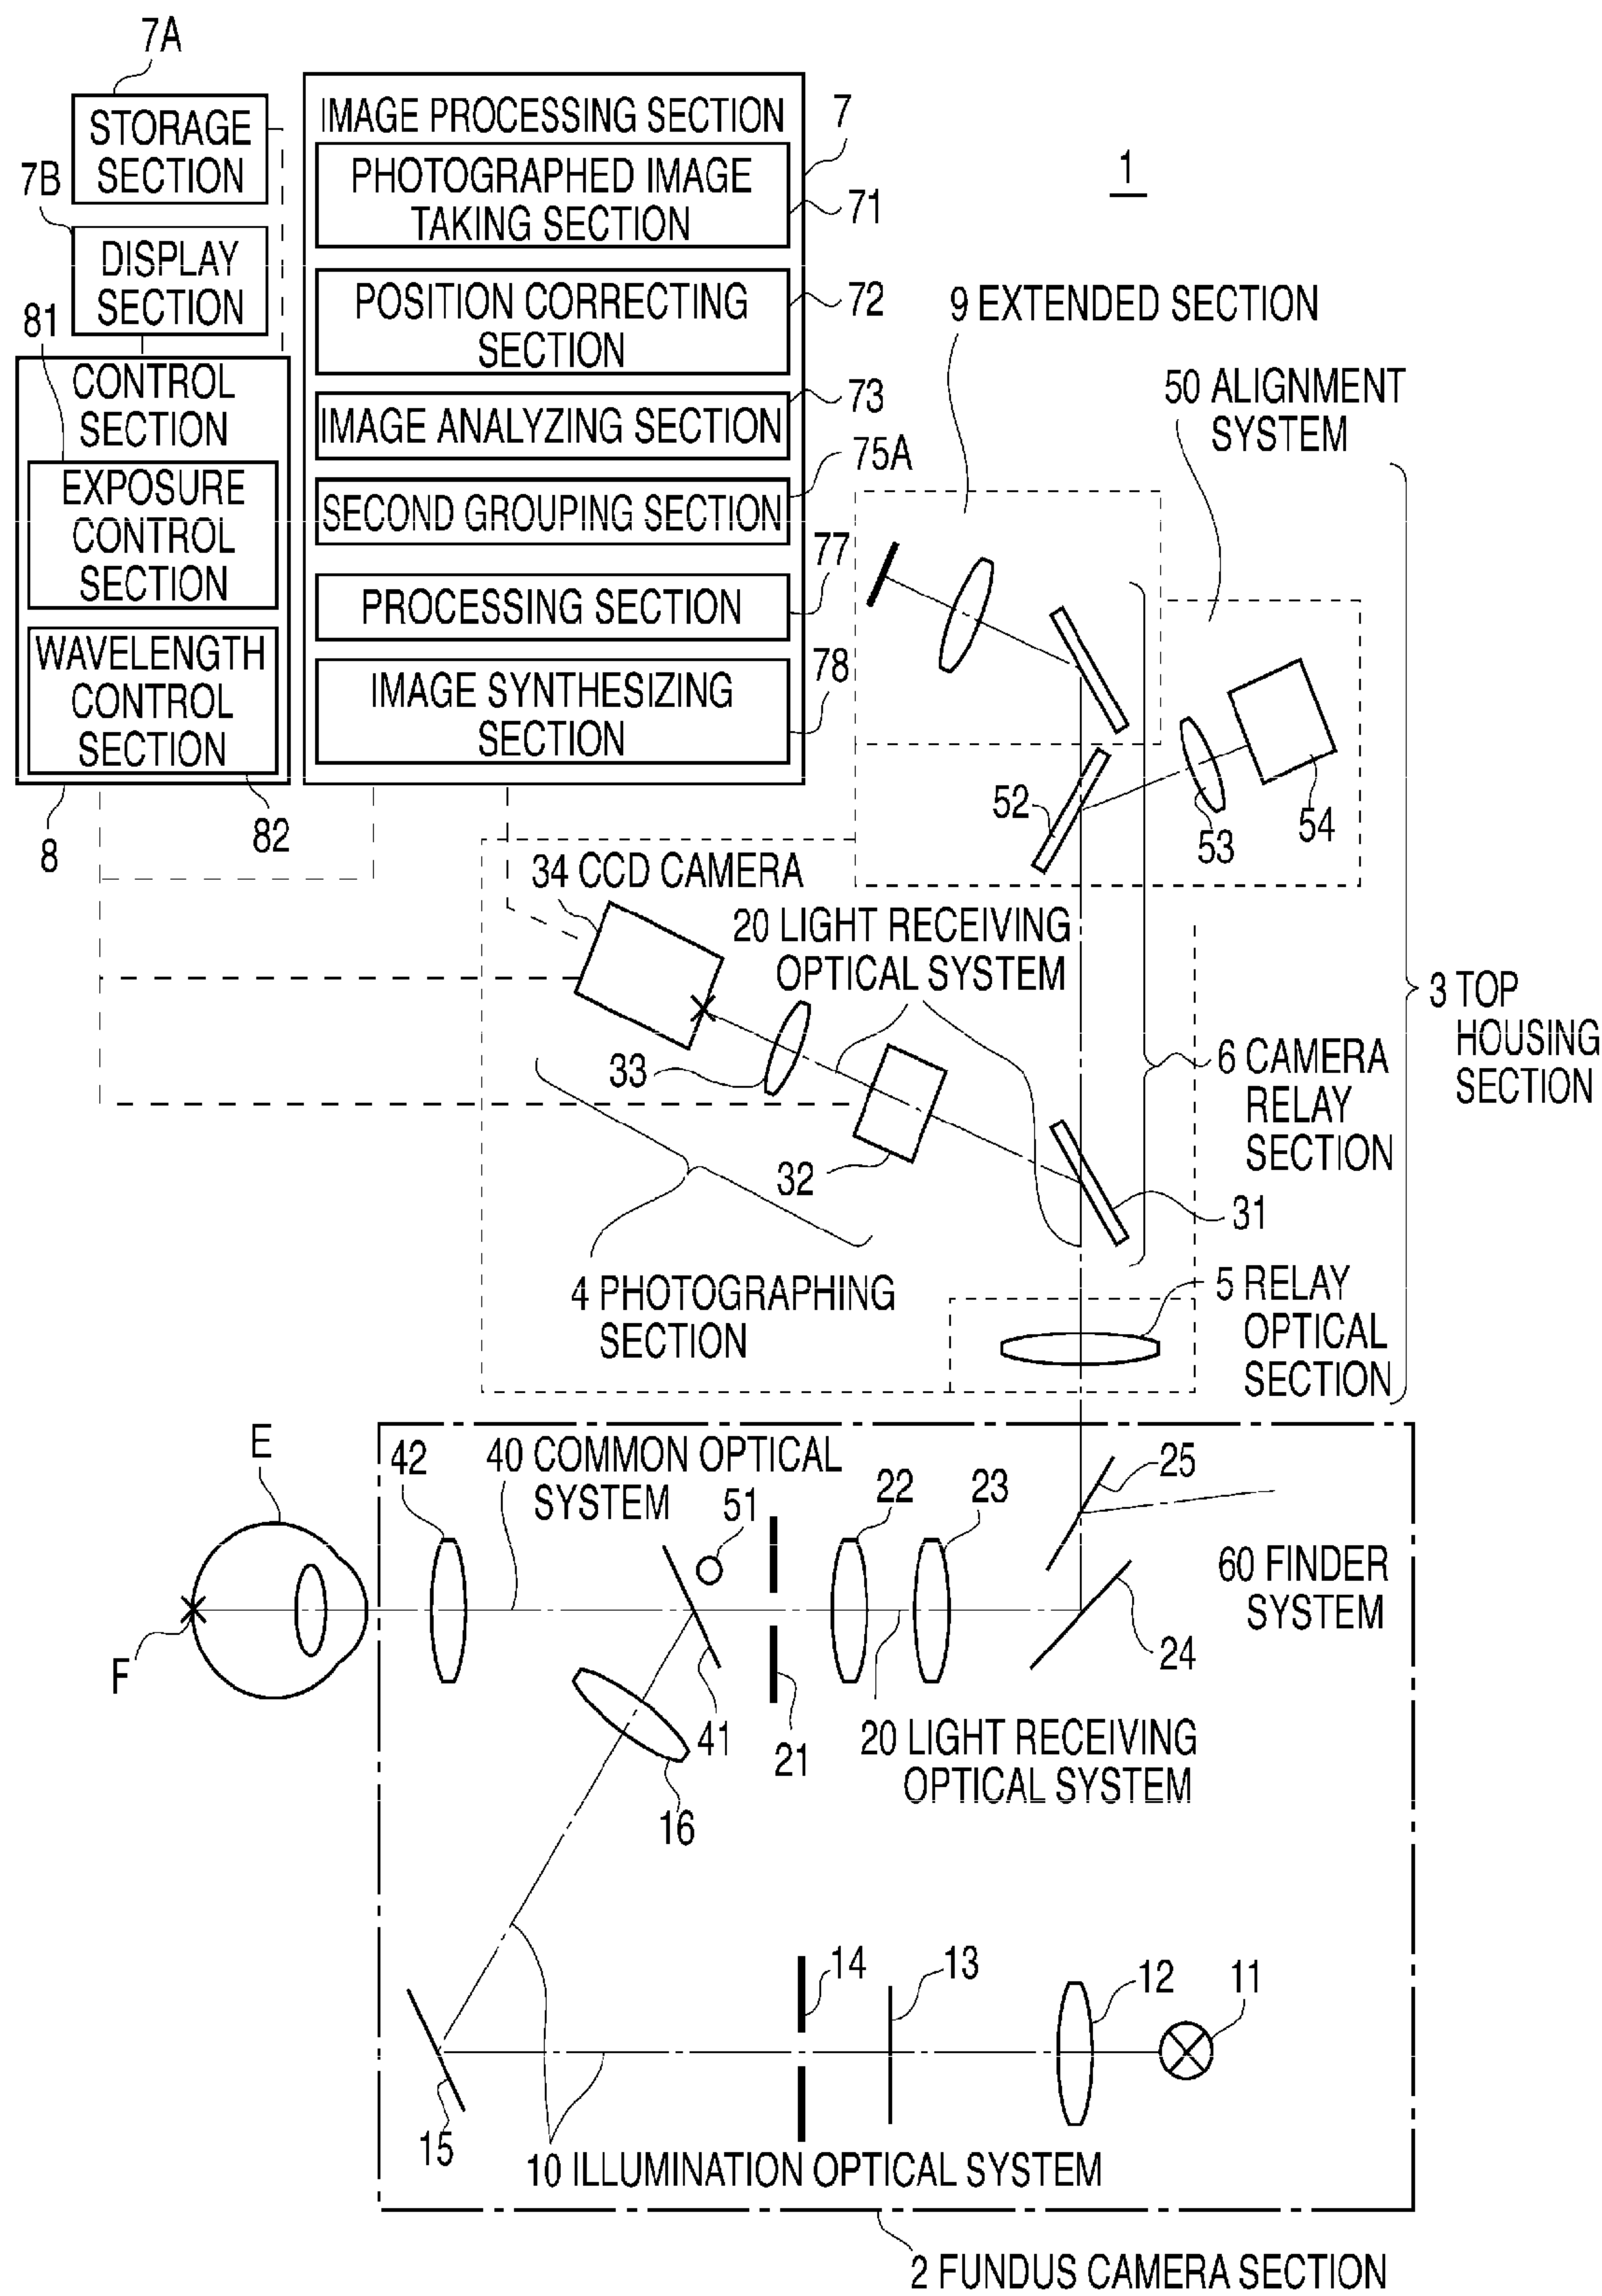 7A
STORAGE
SECTION
7B
DISPLAY
SECTION
81
CONTROL
SECTION
EXPOSURE
CONTROL
SECTION
WAVELENGTH
CONTROL
SECTION
8
82
IMAGE PROCESSING SECTION
7
PHOTOGRAPHED IMAGE
TAKING SECTION
71
POSITION CORRECTING
SECTION
72
IMAGE ANALYZING SECTION
73
SECOND GROUPING SECTION
75A
PROCESSING SECTION
77
IMAGE SYNTHESIZING
SECTION
78
1
9 EXTENDED SECTION
50 ALIGNMENT
SYSTEM
52
53
54
34 CCD CAMERA
20 LIGHT RECEIVING
OPTICAL SYSTEM
3 TOP
HOUSING
SECTION
33
32
6 CAMERA
RELAY
SECTION
31
4 PHOTOGRAPHING
SECTION
5 RELAY
OPTICAL
SECTION
E
42
40 COMMON OPTICAL
SYSTEM
51
22
23
25
60 FINDER
SYSTEM
F
24
41
21
20 LIGHT RECEIVING
OPTICAL SYSTEM
16
14
13
12
11
15
10 ILLUMINATION OPTICAL SYSTEM
2 FUNDUS CAMERA SECTION